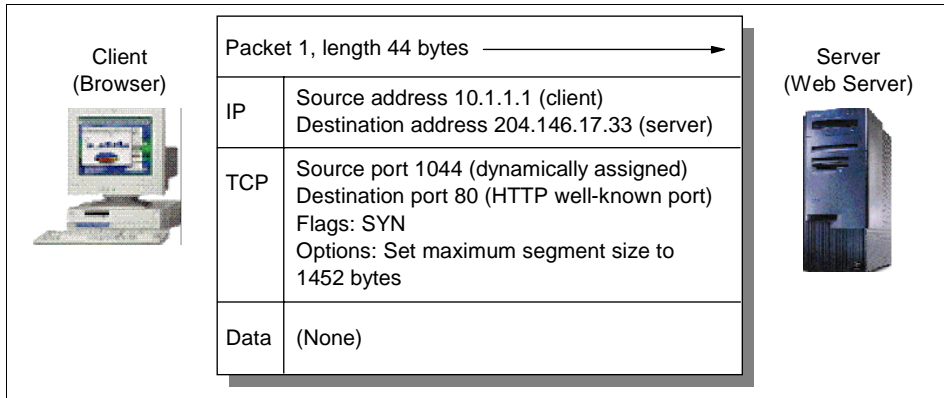 Client
(Browser)
Packet 1, length 44 bytes
Server
(Web Server)
IP
Source address 10.1.1.1 (client)
Destination address 204.146.17.33 (server)
TCP
Source port 1044 (dynamically assigned)
Destination port 80 (HTTP well-known port)
Flags: SYN
Options: Set maximum segment size to
1452 bytes
Data
(None)